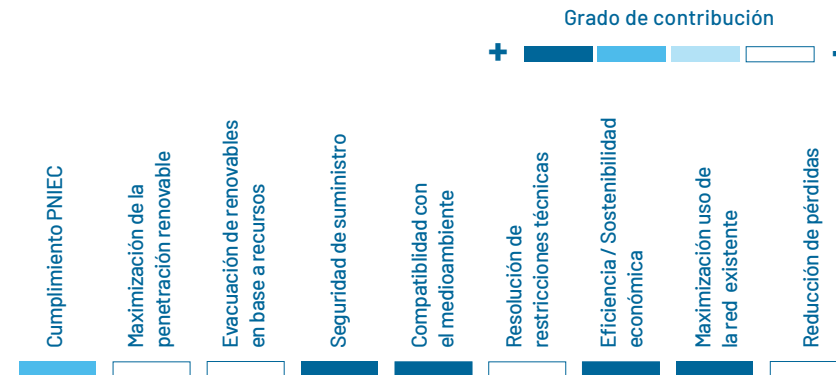 Grado de contribución
+ -
Cumplimiento PNIEC
Maximización de la
penetración renovable
Evacuación de renovables
en base a recursos
Seguridad de suministro
Compatiblidad con
el medioambiente
Resolución de
restricciones técnicas
Eficiencia / Sostenibilidad
económica
Maximización uso de
la red existente
Reducción de pérdidas